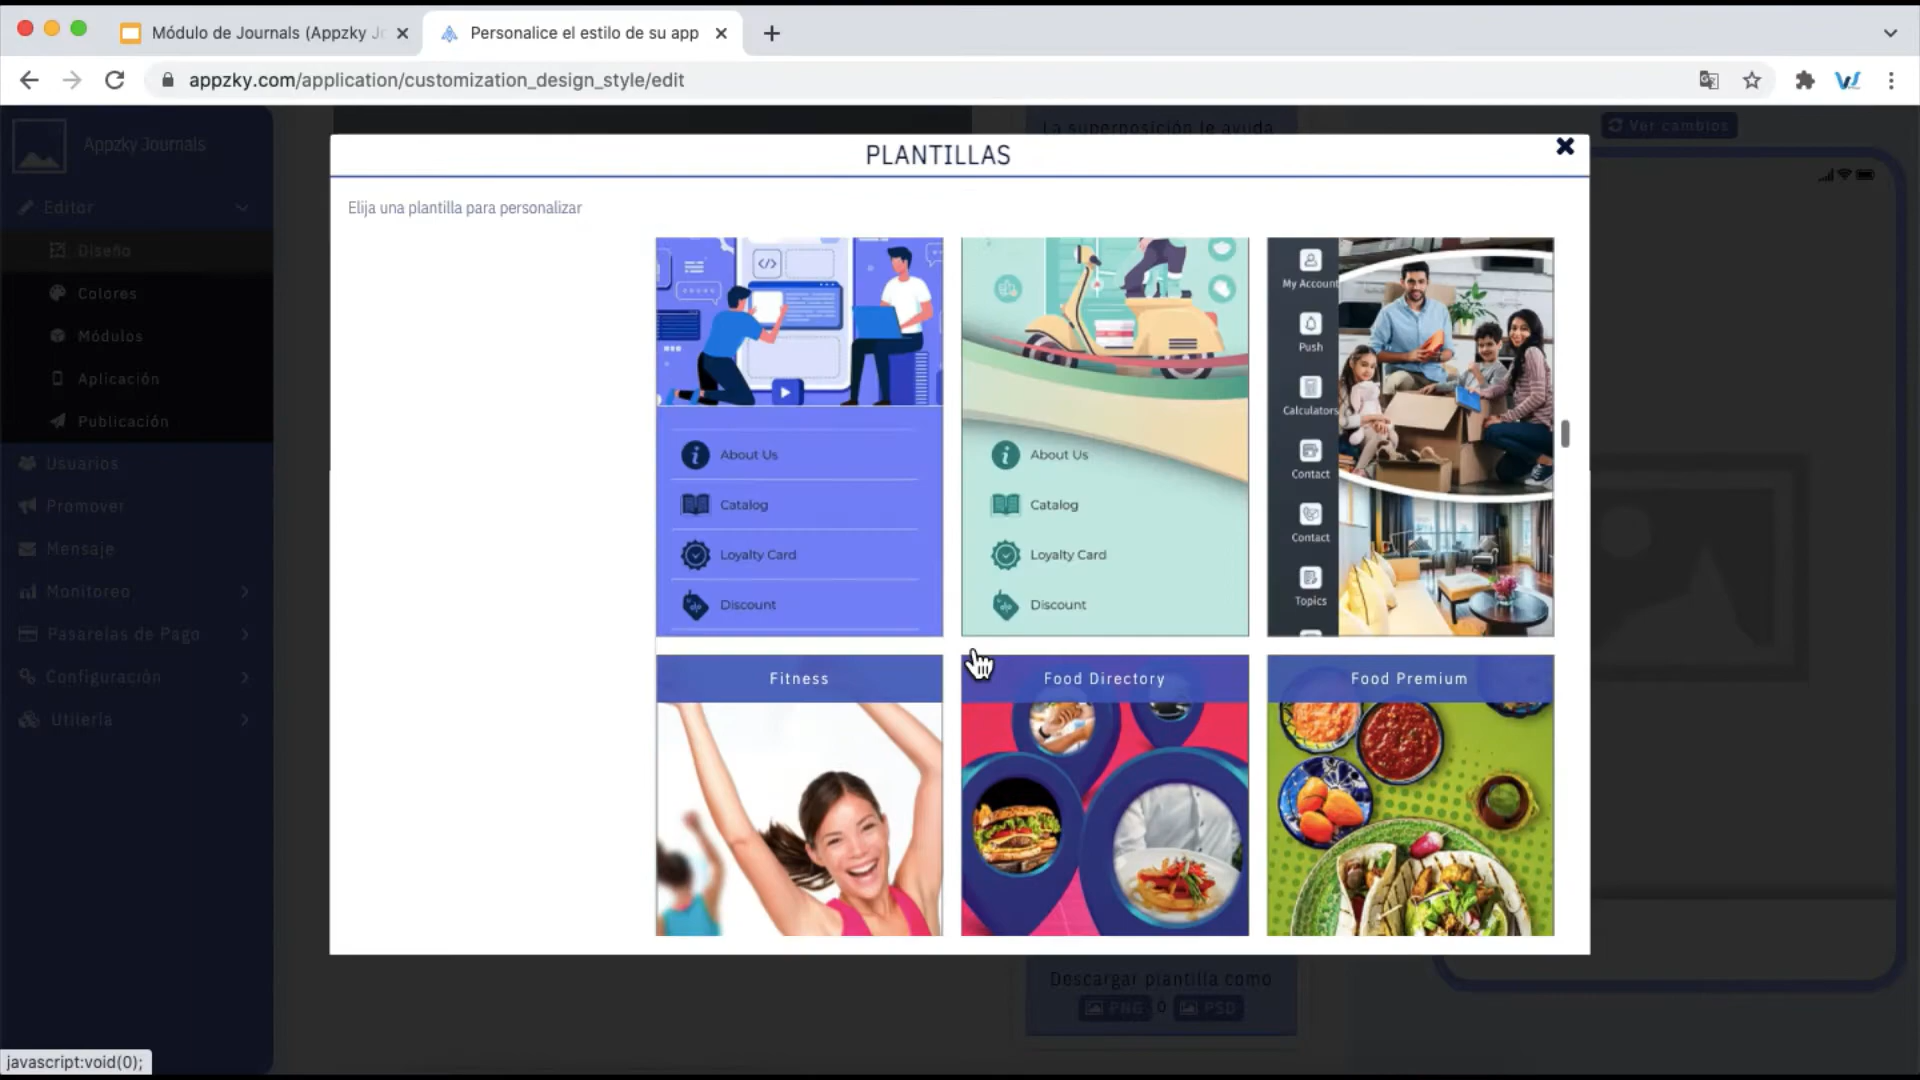 Módulo de Journals (Appzky Jo
Personalice el estilo de su app
appzky.com/application/customization_design_style/edit
Appzky Journals
Editor
Diseño
Colores
Módulos
Aplicación
Publicación
Usuarios
Promover
Mensaje
Monitoreo
Pasarelas de Pago
Configuración
Utilería
La superposición le ayuda
Ver cambios
PLANTILLAS
Elija una plantilla para personalizar
About Us
Catalog
Loyalty Card
Discount
About Us
Catalog
Loyalty Card
Discount
My Account
Push
Calculators
Contact
Contact
Topics
Fitness
Food Directory
Food Premium
Descargar plantilla como
PNG ó PSD
javascript:void(0);